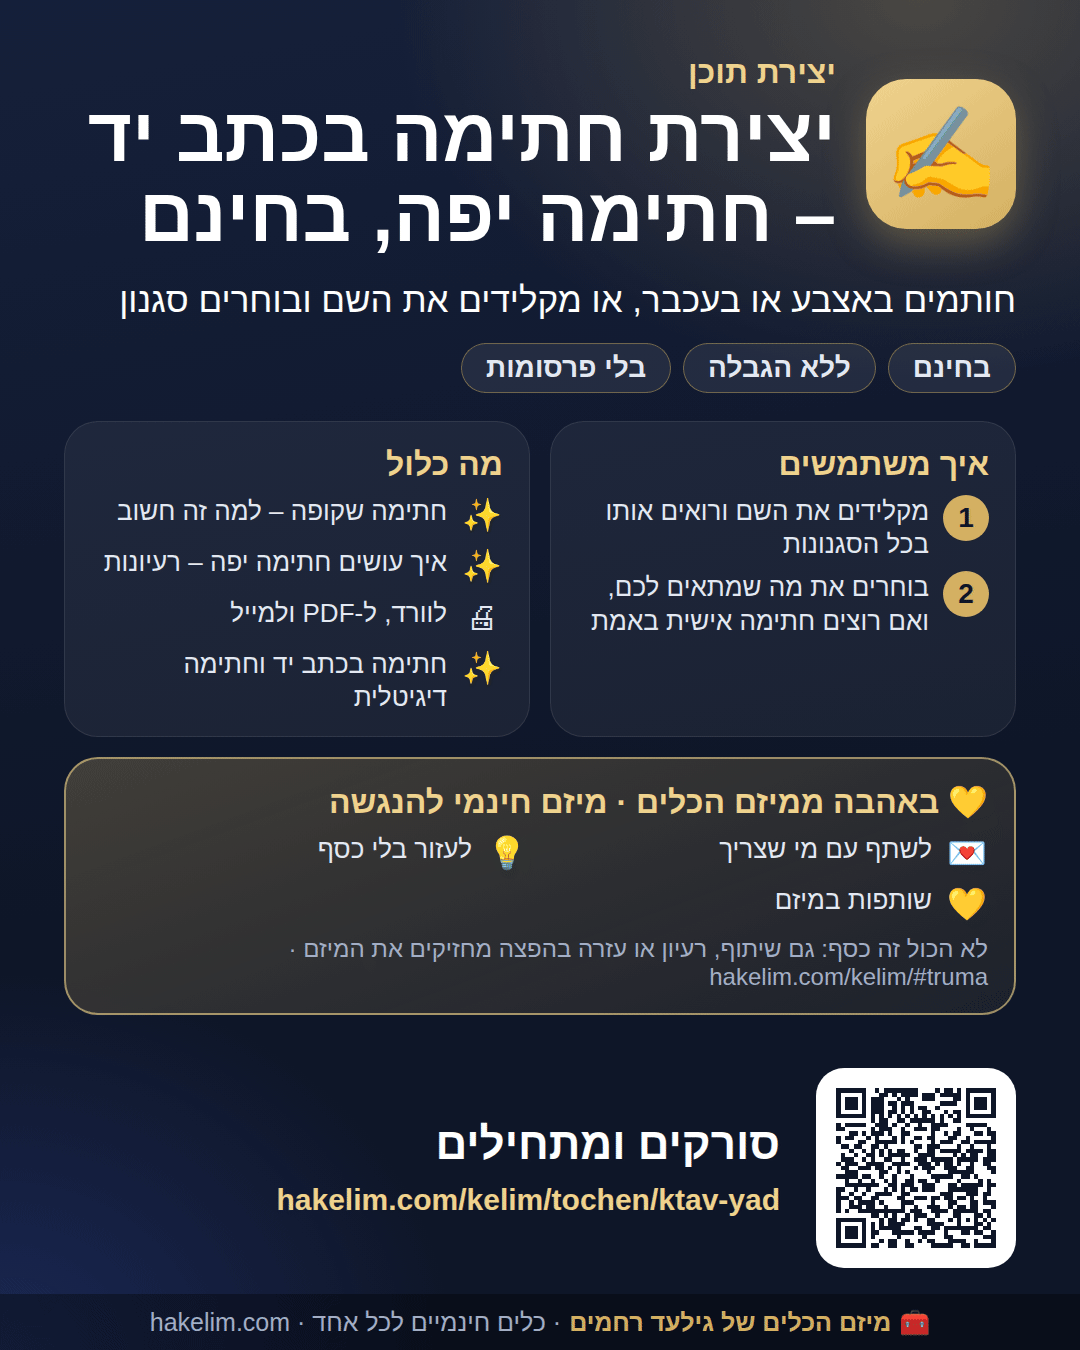 יצירת תוכן
יצירת חתימה בכתב יד
– חתימה יפה, בחינם
חותמים באצבע או בעכבר, או מקלידים את השם ובוחרים סגנון
בחינם
ללא הגבלה
בלי פרסומות
איך משתמשים
1 מקלידים את השם ורואים אותו
בכל הסגנונות
2 בוחרים את מה שמתאים לכם,
ואם רוצים חתימה אישית באמת
מה כלול
חתימה שקופה – למה זה חשוב
איך עושים חתימה יפה – רעיונות
לוורד, ל-PDF ולמייל
חתימה בכתב יד וחתימה
דיגיטלית
באהבה ממיזם הכלים · מיזם חינמי להנגשה
לשתף עם מי שצריך
לעזור בלי כסף
שותפות במיזם
לא הכול זה כסף: גם שיתוף, רעיון או עזרה בהפצה מחזיקים את המיזם ·
hakelim.com/kelim/#truma
סורקים ומתחילים
hakelim.com/kelim/tochen/ktav-yad
מיזם הכלים של גילעד רחמים · כלים חינמיים לכל אחד · hakelim.com